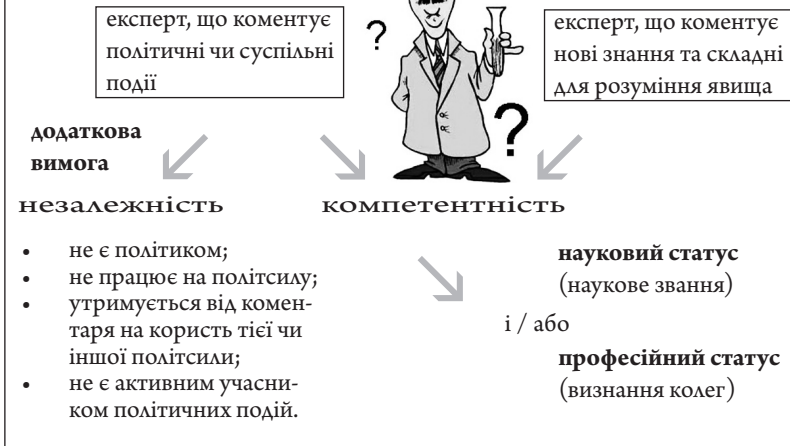 експерт, що коментує
політичні чи суспільні
події
?
?
експерт, що коментує
нові знання та складні
для розуміння явища
додаткова
вимога
незалежність
компетентність
• не є політиком;
• не працює на політсилу;
• утримується від комен-
таря на користь тієї чи
іншої політсили;
• не є активним учасни-
ком політичних подій.
науковий статус
(наукове звання)
і / або
професійний статус
(визнання колег)